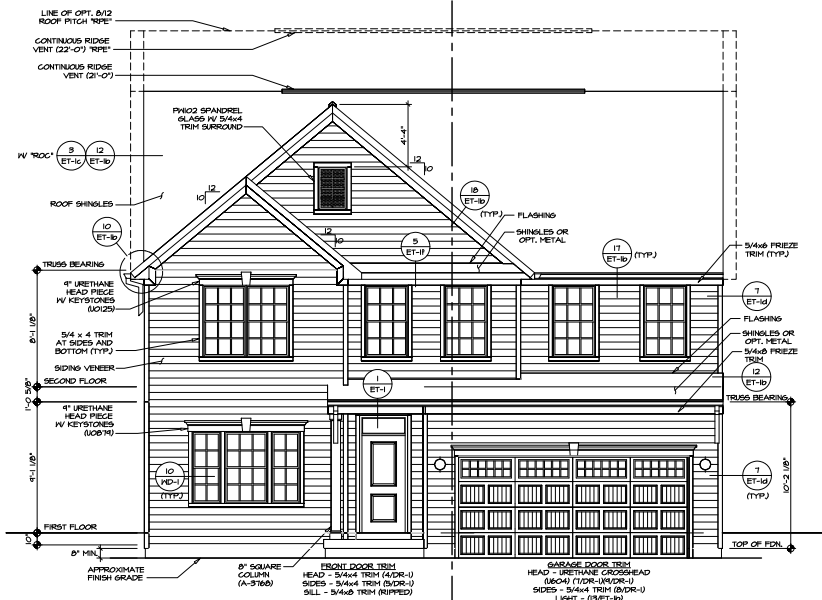 LINE OF OPT. 8/12
ROOF PITCH "RPE"
CONTINUOUS RIDGE
VENT (22'-0") "RPE"
CONTINUOUS RIDGE
VENT (21'-0")
PW102 SPANDREL
GLASS W/ 5/4x4
TRIM SURROUND
4'-4"
W/ "ROC"
3
ET-1c
12
ET-1b
12
10
12
10
12
10
ROOF SHINGLES
18
ET-1b
(TYP.)
FLASHING
SHINGLES OR
OPT. METAL
10
ET-1b
5
ET-1f
17
ET-1b
(TYP.)
5/4x6 FRIEZE
TRIM (TYP.)
TRUSS BEARING
9" URETHANE
HEAD PIECE
W/ KEYSTONES
(U0125)
7
ET-1d
8'-1 1/8"
5/4 x 4 TRIM
AT SIDES AND
BOTTOM (TYP.)
FLASHING
SHINGLES OR
OPT. METAL
5/4x8 FRIEZE
TRIM
SIDING VENEER
SECOND FLOOR
1'-0 5/8"
1
ET-1
12
ET-1b
TRUSS BEARING
9" URETHANE
HEAD PIECE
W/ KEYSTONES
(U0879)
9'-1 1/8"
10
WD-1
(TYP.)
7
ET-1d
(TYP.)
10'-2 1/8"
FIRST FLOOR
10"
8" MIN.
TOP OF FDN.
APPROXIMATE
FINISH GRADE
8" SQUARE
COLUMN
(A-3768)
FRONT DOOR TRIM
HEAD - 5/4x4 TRIM (4/DR-1)
SIDES - 5/4x4 TRIM (5/DR-1)
SILL - 5/4x8 TRIM (RIPPED)
GARAGE DOOR TRIM
HEAD - URETHANE CROSSHEAD
(U604) (7/DR-1)(9/DR-1)
SIDES - 5/4x4 TRIM (8/DR-1)
LIGHT - (13/ET-1b)